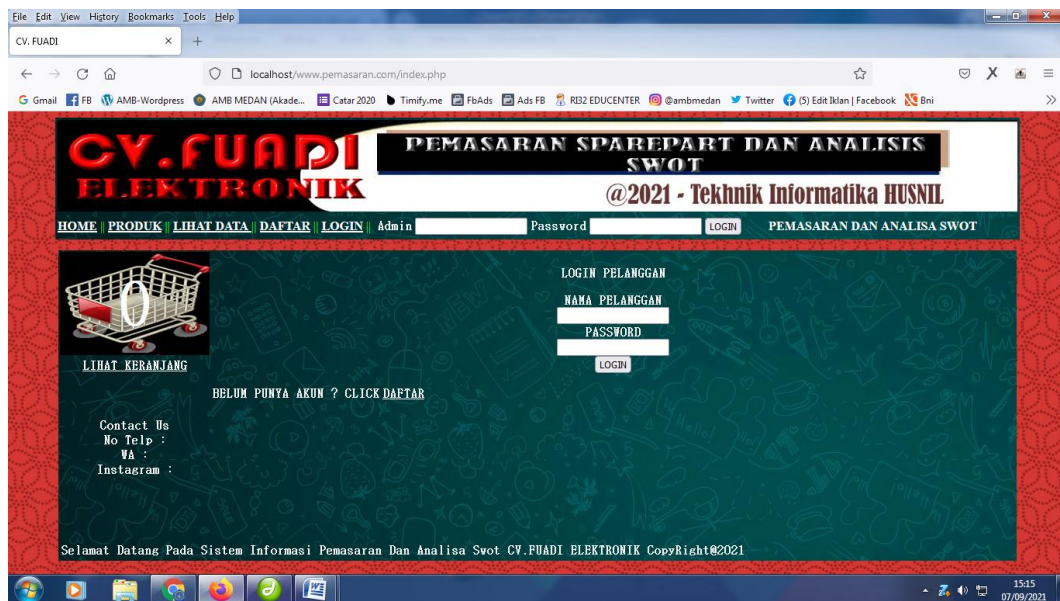 File Edit View History Bookmarks Tools Help
CV. FUADI
localhost/www.pemasaran.com/index.php
Gmail FB AMB-Wordpress AMB MEDAN (Akade... Catar 2020 Timify.me FbAds Ads FB RI32 EDUCENTER @ambmedan Twitter (5) Edit Iklan | Facebook Bni
CV.FUADI
ELEKTRONIK
PEMASARAN SPAREPART DAN ANALISIS
SWOT
@2021 - Tekhnik Informatika HUSNIL
HOME || PRODUK || LIHAT DATA || DAFTAR || LOGIN || Admin Password LOGIN PEMASARAN DAN ANALISA SWOT
0
LIHAT KERANJANG
LOGIN PELANGGAN
NAMA PELANGGAN
PASSWORD
LOGIN
BELUM PUNYA AKUN ? CLICK DAFTAR
Contact Us
No Telp :
WA :
Instagram :
Selamat Datang Pada Sistem Informasi Pemasaran Dan Analisa Swot CV.FUADI ELEKTRONIK CopyRight@2021
15:15
07/09/2021